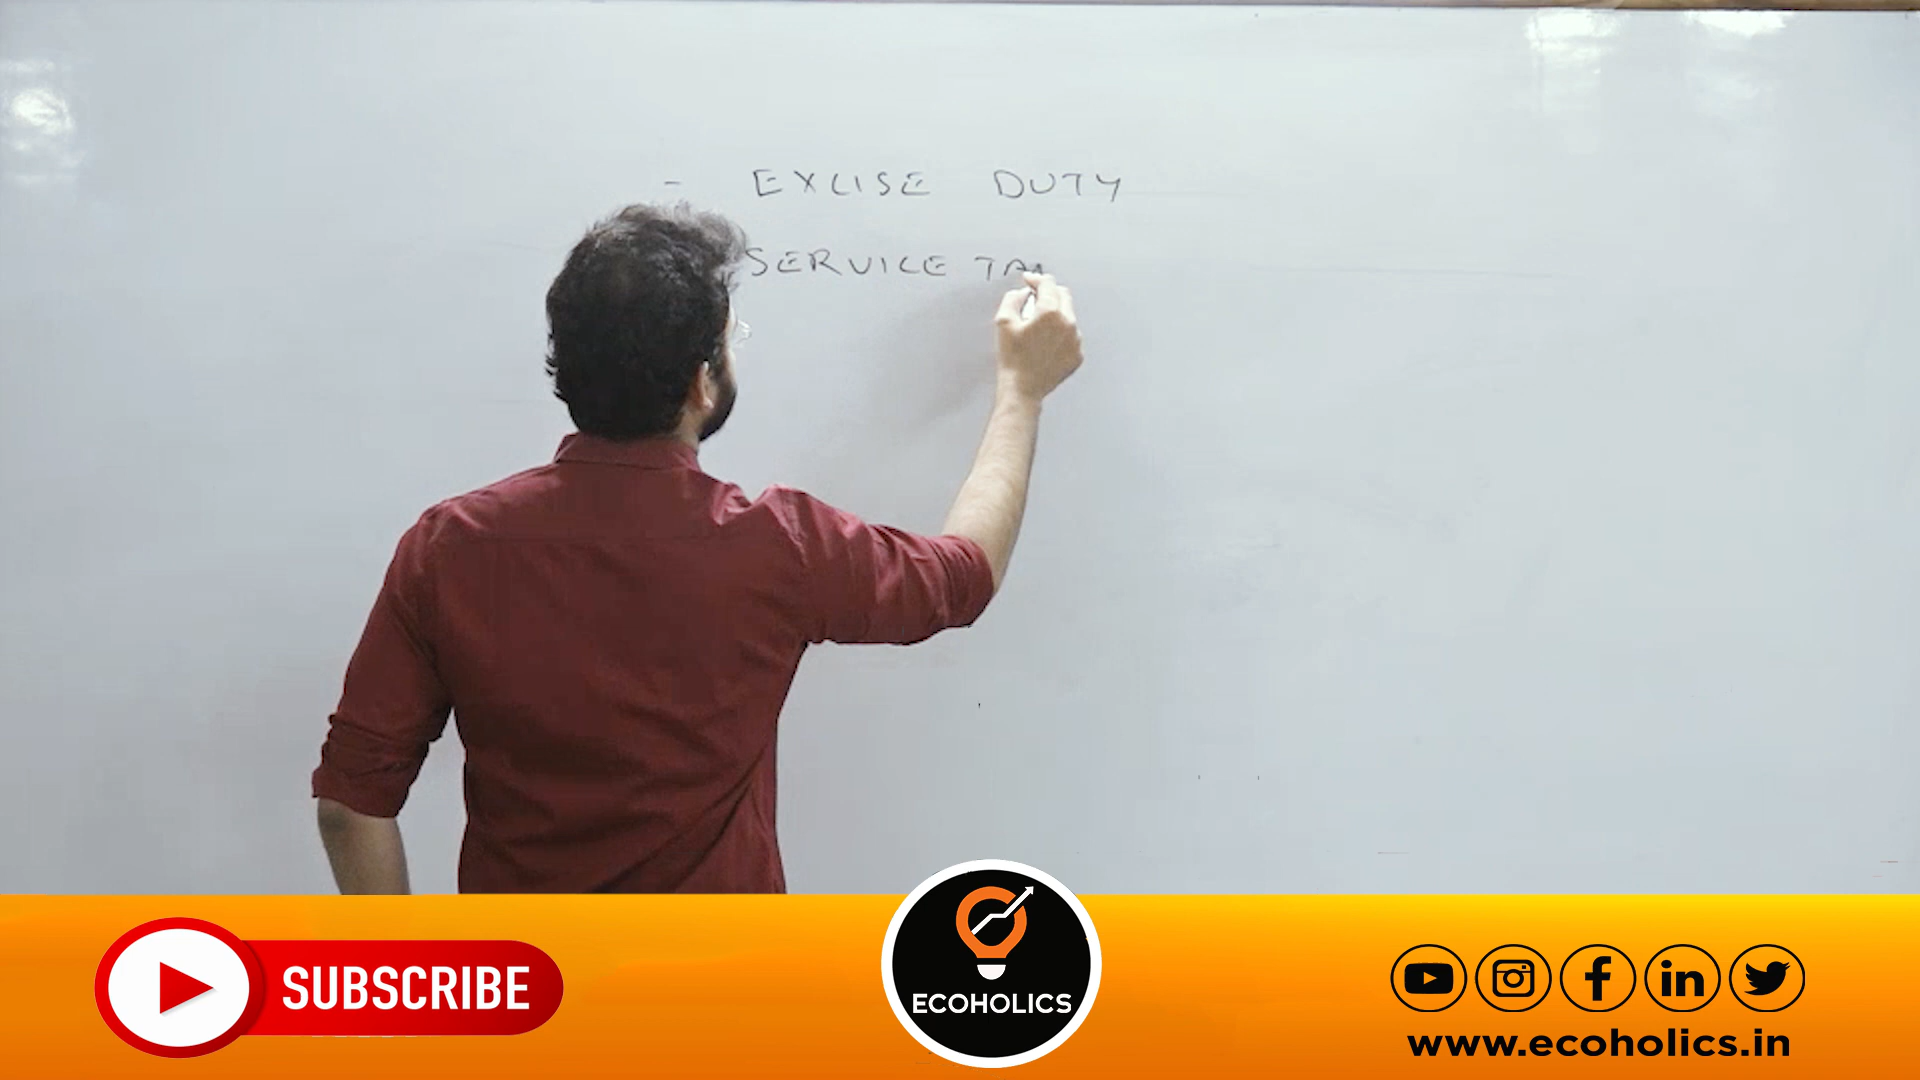 - EXCISE DUTY
SERVICE TAX
SUBSCRIBE
ECOHOLICS
www.ecoholics.in